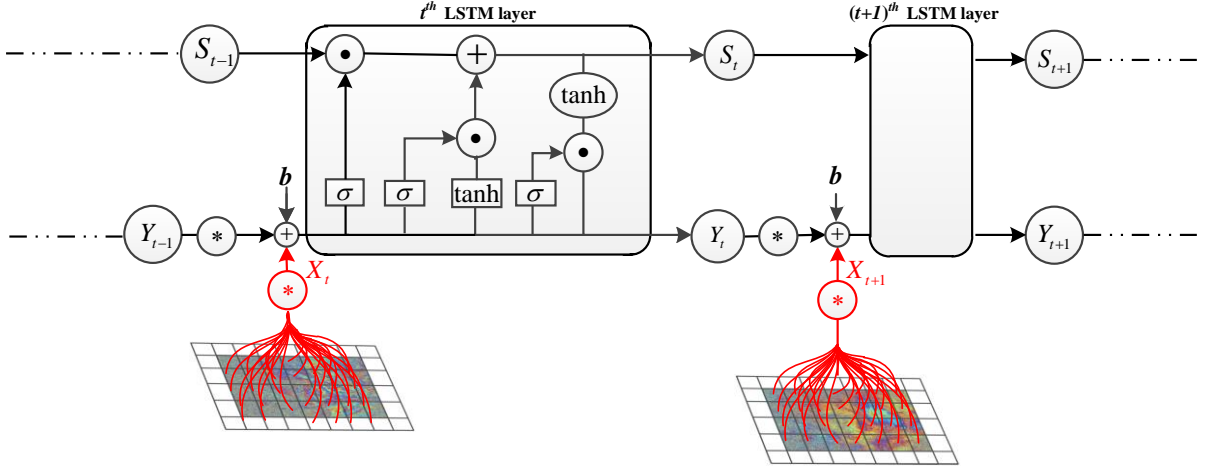 t^th LSTM layer
(t+1)^th LSTM layer
S_t−1
•
+
S_t
S_t+1
tanh
•
•
b
σ
σ
tanh
σ
b
Y_t−1
*
+
Y_t
*
+
Y_t+1
X_t
X_t+1
*
*